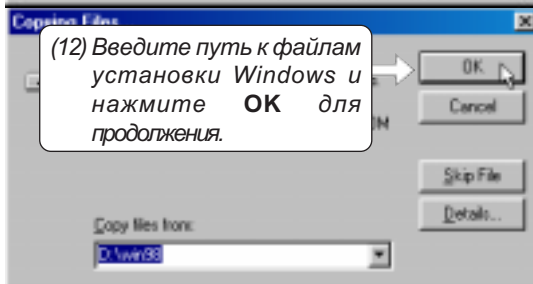 Copying Files
(12) Введите путь к файлам
установки Windows и
нажмите OK для
продолжения.
OK
Cancel
Skip File
Details...
Copy files from:
D:\win98